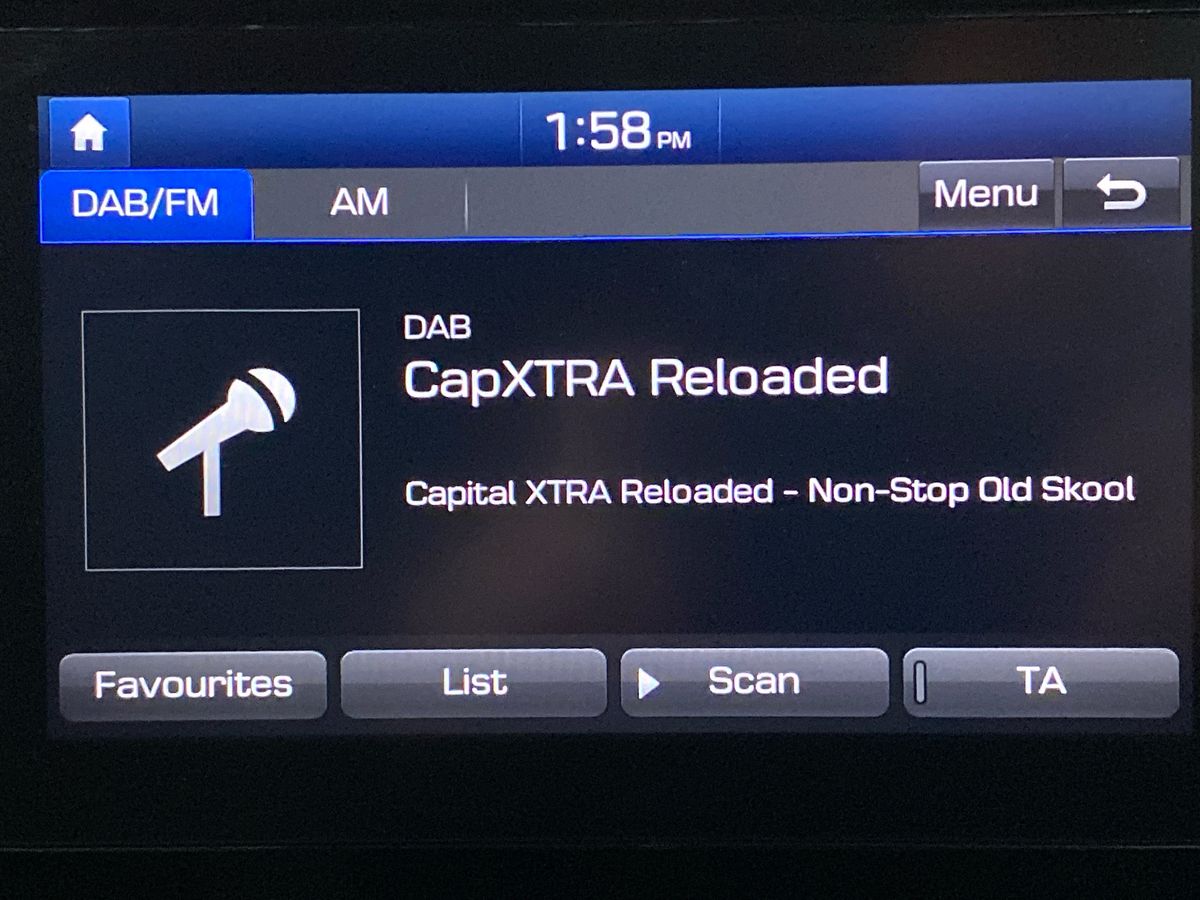 1:58 PM
DAB/FM AM Menu
DAB
CapXTRA Reloaded
Capital XTRA Reloaded - Non-Stop Old Skool
Favourites List Scan TA